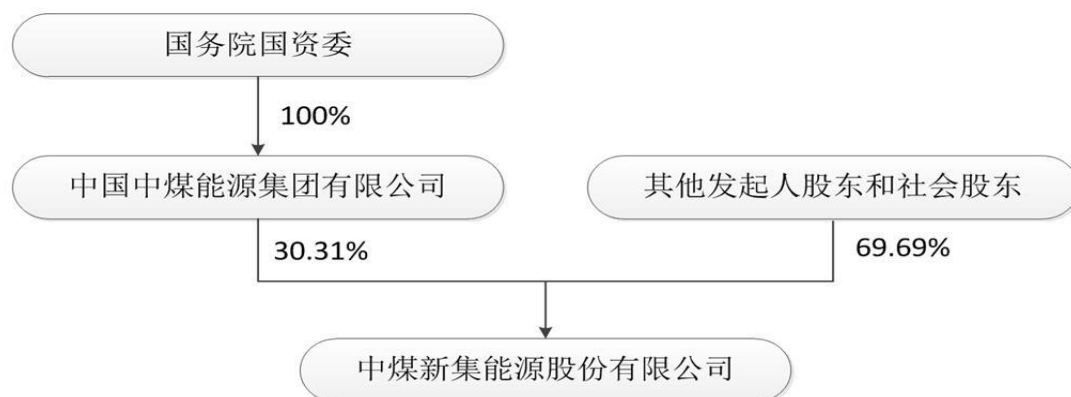 国务院国资委
100%
中国中煤能源集团有限公司
其他发起人股东和社会股东
30.31%
69.69%
中煤新集能源股份有限公司